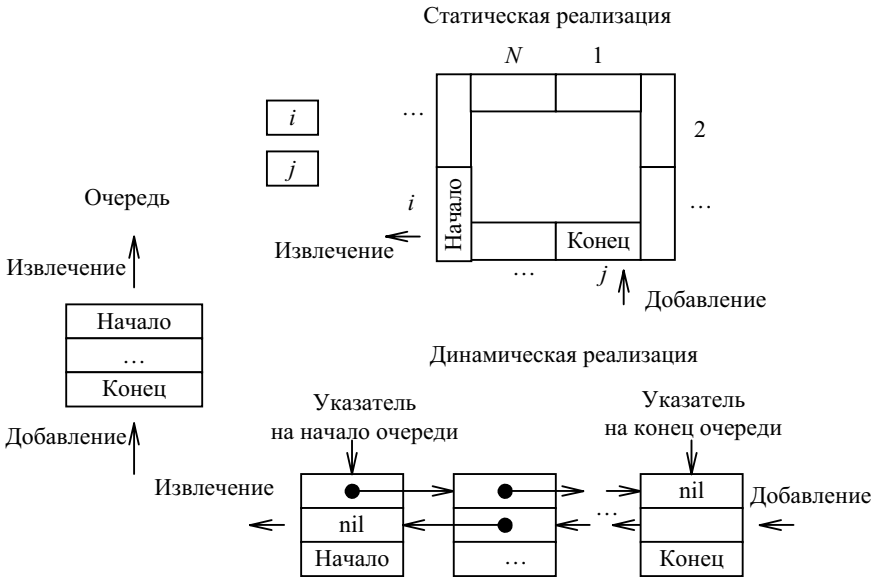 Статическая реализация
N 1
i
…
2
j
Очередь
i
Начало
…
Извлечение
Конец
Извлечение
…
j
Добавление
Начало
…
Конец
Динамическая реализация
Добавление
Указатель
на начало очереди
Указатель
на конец очереди
Извлечение
nil
Добавление
nil
…
Начало
…
Конец